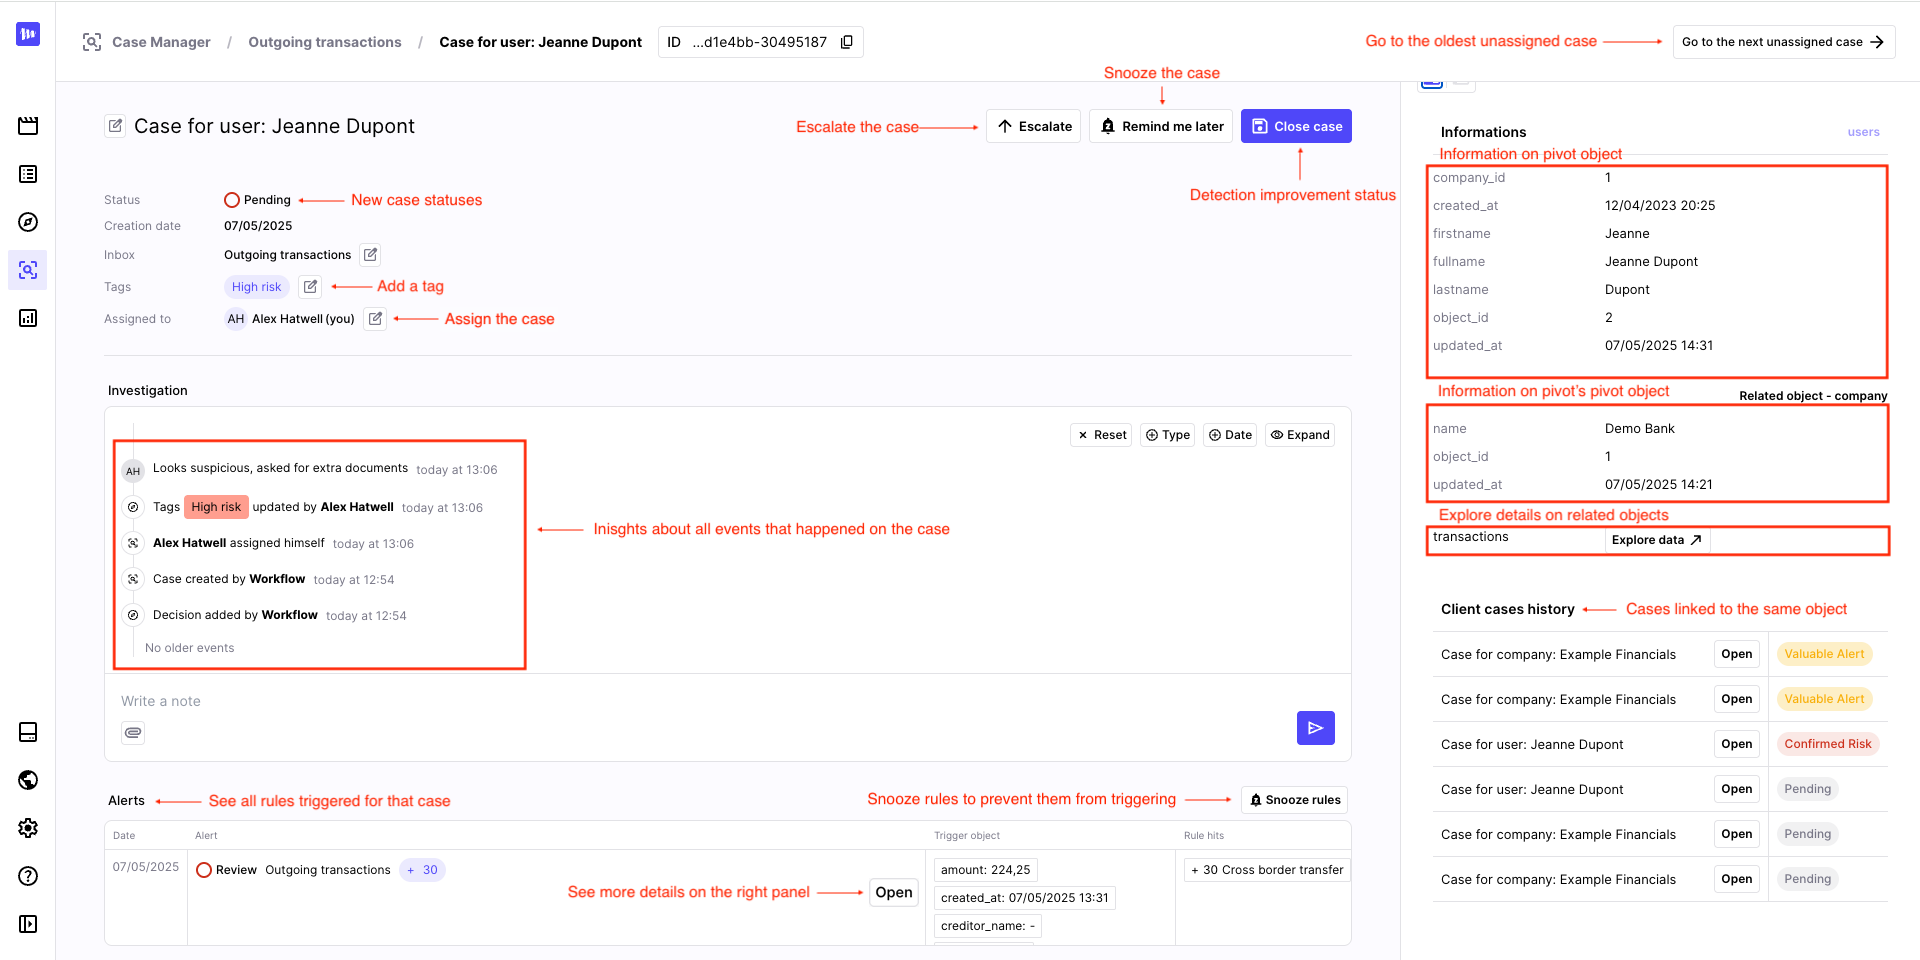 Case Manager / Outgoing transactions / Case for user: Jeanne Dupont ID ...d1e4bb-30495187
Go to the oldest unassigned case Go to the next unassigned case
Snooze the case
Case for user: Jeanne Dupont
Escalate the case Escalate Remind me later Close case
Detection improvement status
Status Pending New case statuses
Creation date 07/05/2025
Inbox Outgoing transactions
Tags High risk Add a tag
Assigned to AH Alex Hatwell (you) Assign the case
Investigation
Reset Type Date Expand
AH Looks suspicious, asked for extra documents today at 13:06
Tags High risk updated by Alex Hatwell today at 13:06
Alex Hatwell assigned himself today at 13:06
Inisghts about all events that happened on the case
Case created by Workflow today at 12:54
Decision added by Workflow today at 12:54
No older events
Write a note
Alerts See all rules triggered for that case
Snooze rules to prevent them from triggering Snooze rules
Date Alert Trigger object Rule hits
07/05/2025 Review Outgoing transactions + 30 amount: 224,25 + 30 Cross border transfer
See more details on the right panel Open
created_at: 07/05/2025 13:31
creditor_name: -
Informations users
Information on pivot object
company_id 1
created_at 12/04/2023 20:25
firstname Jeanne
fullname Jeanne Dupont
lastname Dupont
object_id 2
updated_at 07/05/2025 14:31
Information on pivot's pivot object
Related object - company
name Demo Bank
object_id 1
updated_at 07/05/2025 14:21
Explore details on related objects
transactions Explore data
Client cases history Cases linked to the same object
Case for company: Example Financials Open Valuable Alert
Case for company: Example Financials Open Valuable Alert
Case for user: Jeanne Dupont Open Confirmed Risk
Case for user: Jeanne Dupont Open Pending
Case for company: Example Financials Open Pending
Case for company: Example Financials Open Pending